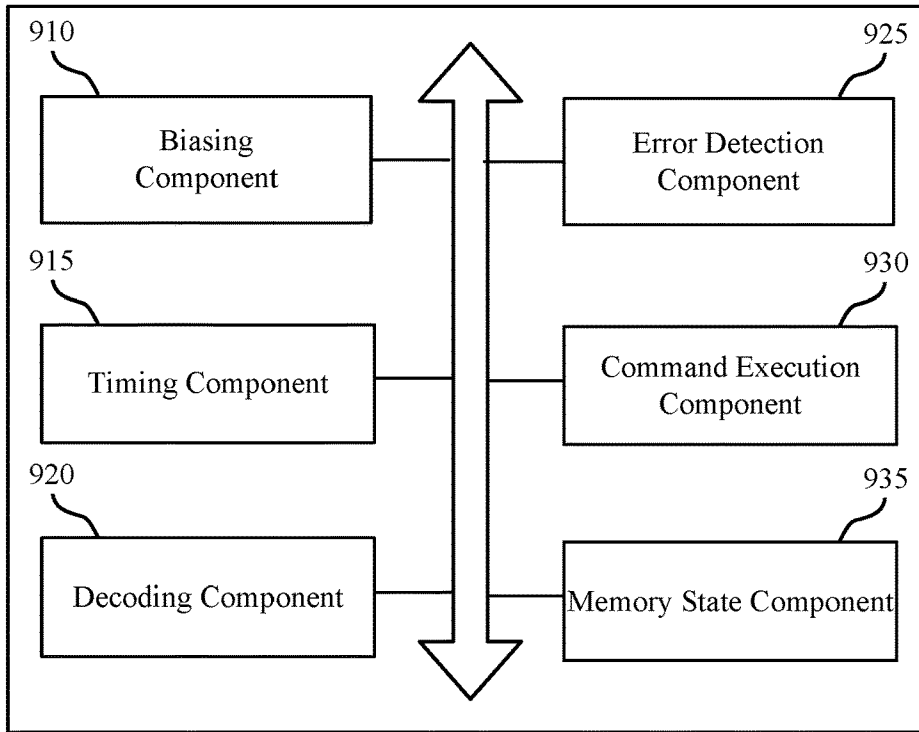 910
Biasing
Component
925
Error Detection
Component
915
Timing Component
930
Command Execution
Component
920
Decoding Component
935
Memory State Component